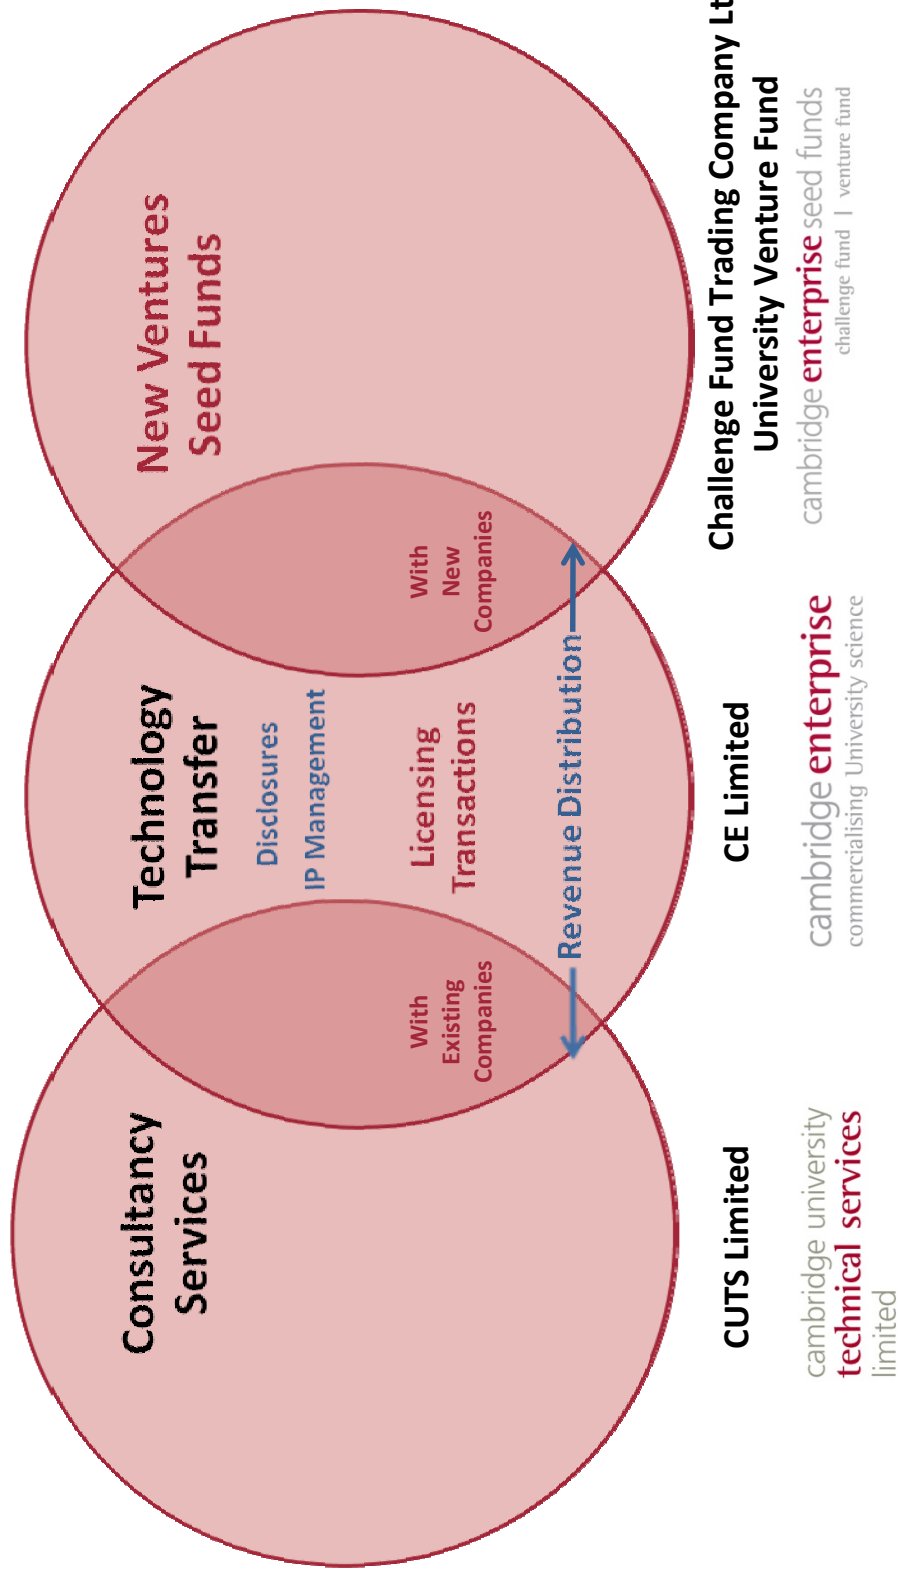 Consultancy
Services
Technology
Transfer
New Ventures
Seed Funds
Disclosures
IP Management
With
Existing
Companies
Licensing
Transactions
With
New
Companies
Revenue Distribution
CUTS Limited
CE Limited
Challenge Fund Trading Company Lt
University Venture Fund
cambridge university
technical services
limited
cambridge enterprise
commercialising University science
cambridge enterprise seed funds
challenge fund | venture fund